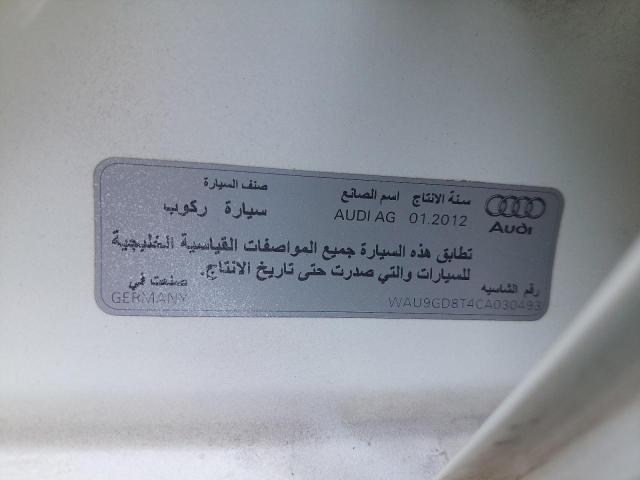 سنة الانتاج اسم الصانع صنف السيارة
Audi AUDI AG 01.2012 سيارة ركوب
تطابق هذه السيارة جميع المواصفات القياسية الخليجية
للسيارات والتي صدرت حتى تاريخ الانتاج.
رقم الشاسيه صنعت في
WAU9GD8T4CA030493 GERMANY